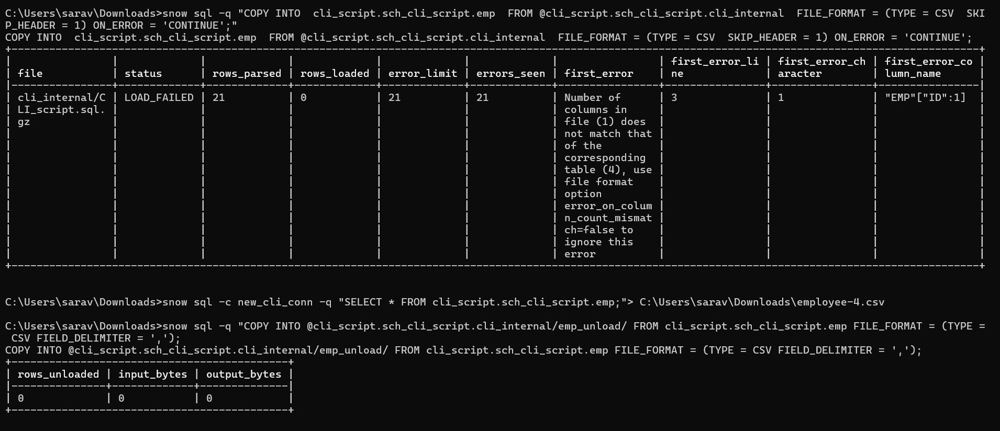 C:\Users\sarav\Downloads>snow sql -q "COPY INTO  cli_script.sch_cli_script.emp  FROM @cli_script.sch_cli_script.cli_internal  FILE_FORMAT = (TYPE = CSV  SKI
P_HEADER = 1) ON_ERROR = 'CONTINUE';"
COPY INTO  cli_script.sch_cli_script.emp  FROM @cli_script.sch_cli_script.cli_internal  FILE_FORMAT = (TYPE = CSV  SKIP_HEADER = 1) ON_ERROR = 'CONTINUE';
+----------------------------------------------------------------------------------------------------------------------------------------------------------+
|                |             |             |             |             |             |                | first_error_li | first_error_ch | first_error_co |
| file           | status      | rows_parsed | rows_loaded | error_limit | errors_seen | first_error    | ne             | aracter        | lumn_name      |
|----------------+-------------+-------------+-------------+-------------+-------------+----------------+----------------+----------------+----------------|
| cli_internal/C | LOAD_FAILED | 21          | 0           | 21          | 21          | Number of      | 3              | 1              | "EMP"["ID":1]  |
| LI_script.sql. |             |             |             |             |             | columns in     |                |                |                |
| gz             |             |             |             |             |             | file (1) does  |                |                |                |
|                |             |             |             |             |             | not match that |                |                |                |
|                |             |             |             |             |             | of the         |                |                |                |
|                |             |             |             |             |             | corresponding  |                |                |                |
|                |             |             |             |             |             | table (4), use |                |                |                |
|                |             |             |             |             |             | file format    |                |                |                |
|                |             |             |             |             |             | option         |                |                |                |
|                |             |             |             |             |             | error_on_colum |                |                |                |
|                |             |             |             |             |             | n_count_mismat |                |                |                |
|                |             |             |             |             |             | ch=false to    |                |                |                |
|                |             |             |             |             |             | ignore this    |                |                |                |
|                |             |             |             |             |             | error          |                |                |                |
+----------------------------------------------------------------------------------------------------------------------------------------------------------+
C:\Users\sarav\Downloads>snow sql -c new_cli_conn -q "SELECT * FROM cli_script.sch_cli_script.emp;"> C:\Users\sarav\Downloads\employee-4.csv
C:\Users\sarav\Downloads>snow sql -q "COPY INTO @cli_script.sch_cli_script.cli_internal/emp_unload/ FROM cli_script.sch_cli_script.emp FILE_FORMAT = (TYPE =
 CSV FIELD_DELIMITER = ',');
COPY INTO @cli_script.sch_cli_script.cli_internal/emp_unload/ FROM cli_script.sch_cli_script.emp FILE_FORMAT = (TYPE = CSV FIELD_DELIMITER = ',');
+--------------------------------------------+
| rows_unloaded | input_bytes | output_bytes |
|---------------+-------------+--------------|
| 0             | 0           | 0            |
+--------------------------------------------+